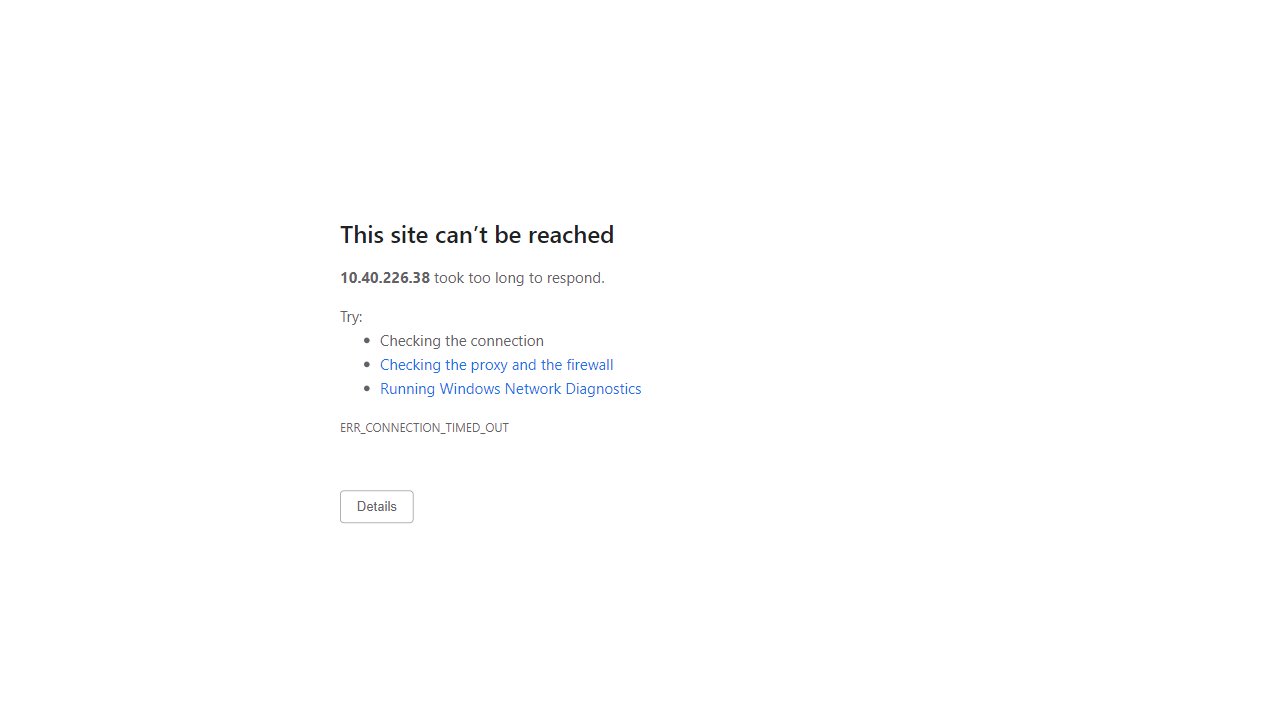 This site can’t be reached
10.40.226.38 took too long to respond.
Try:
Checking the connection
Checking the proxy and the firewall
Running Windows Network Diagnostics
ERR_CONNECTION_TIMED_OUT
Details